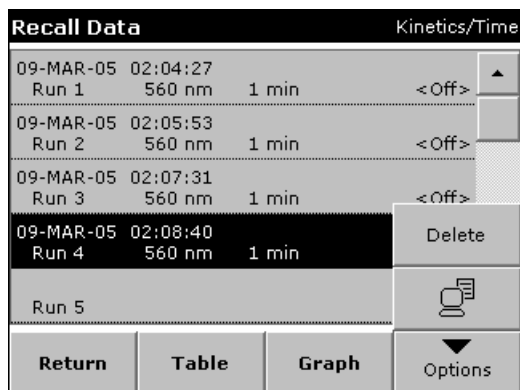 Recall Data Kinetics/Time
09-MAR-05 02:04:27
Run 1 560 nm 1 min <Off>
09-MAR-05 02:05:53
Run 2 560 nm 1 min <Off>
09-MAR-05 02:07:31
Run 3 560 nm 1 min <Off>
09-MAR-05 02:08:40
Run 4 560 nm 1 min
Delete
Run 5
Return Table Graph Options